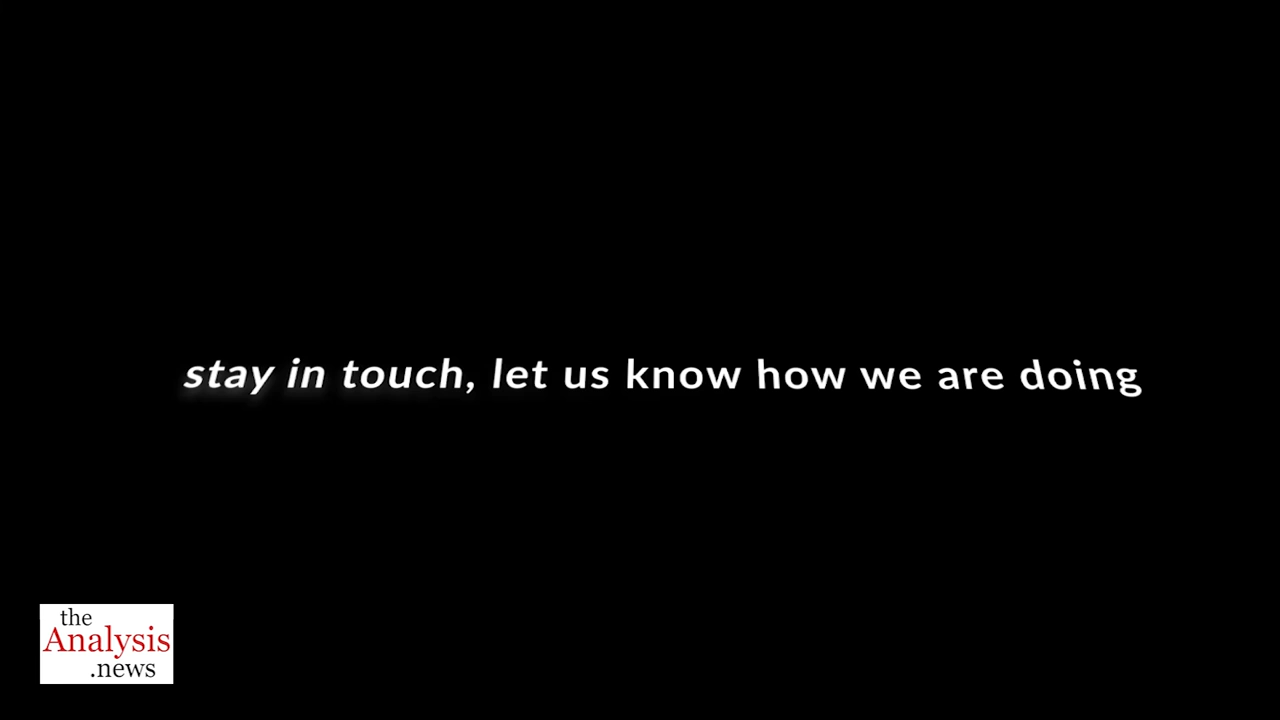 stay in touch, let us know how we are doing
the
Analysis
.news